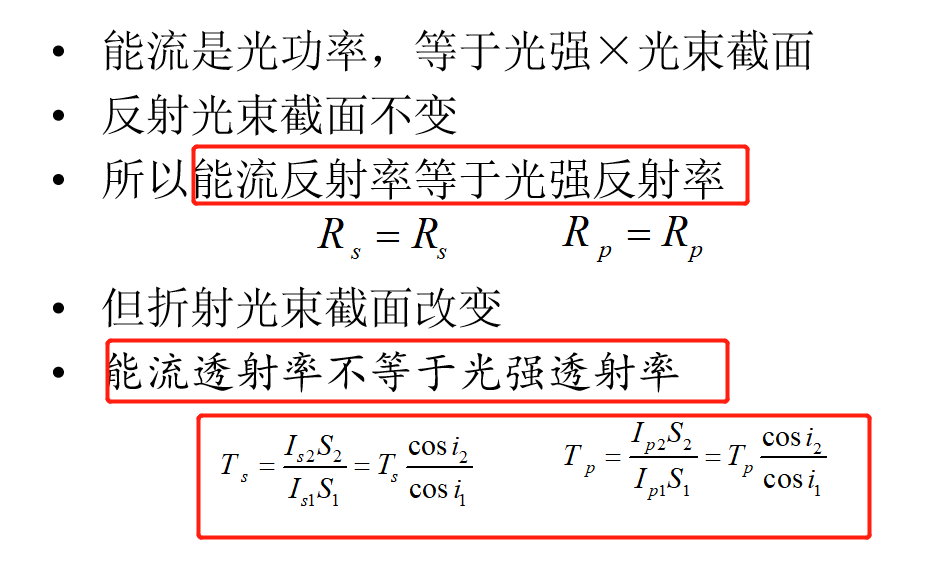 • 能流是光功率，等于光强×光束截面
• 反射光束截面不变
• 所以能流反射率等于光强反射率
R_s = R_s R_p = R_p
• 但折射光束截面改变
• 能流透射率不等于光强透射率
T_s = I_{s2}S_2 / I_{s1}S_1 = T_s cos i_2 / cos i_1 T_p = I_{p2}S_2 / I_{p1}S_1 = T_p cos i_2 / cos i_1